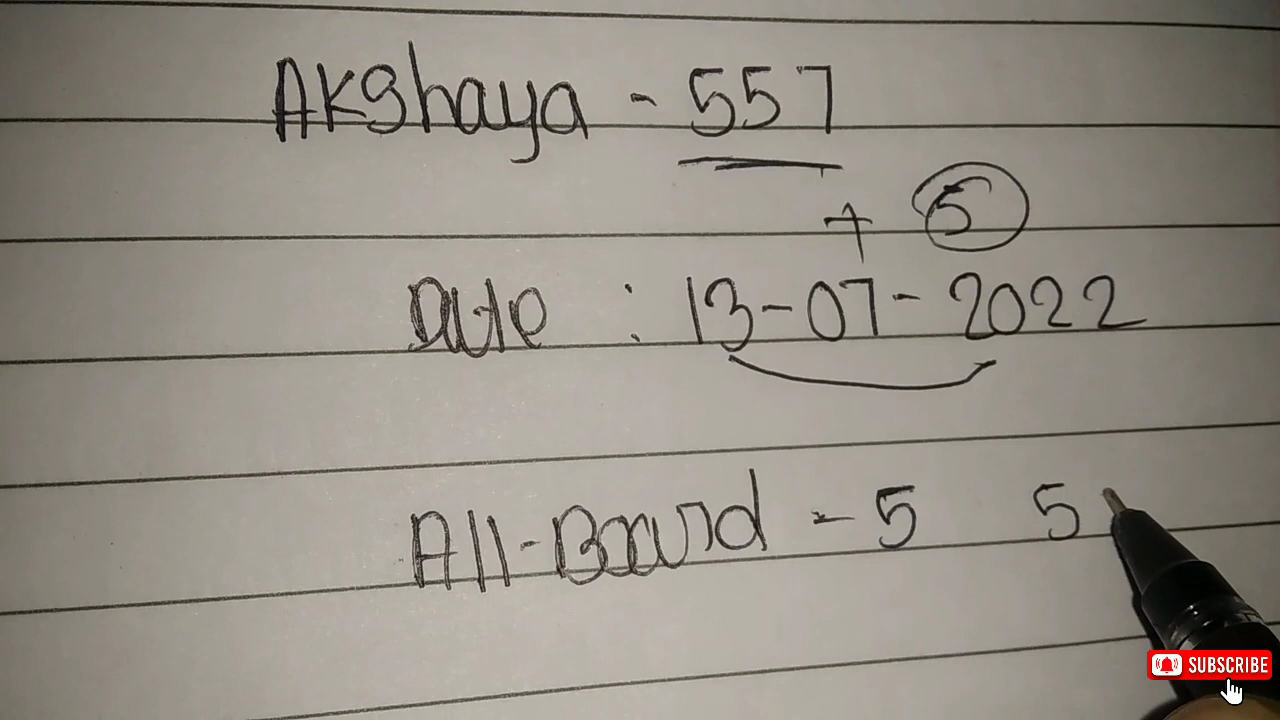 Akshaya - 557
+ 5
Date : 13-07-2022
All-Board - 5 5
SUBSCRIBE